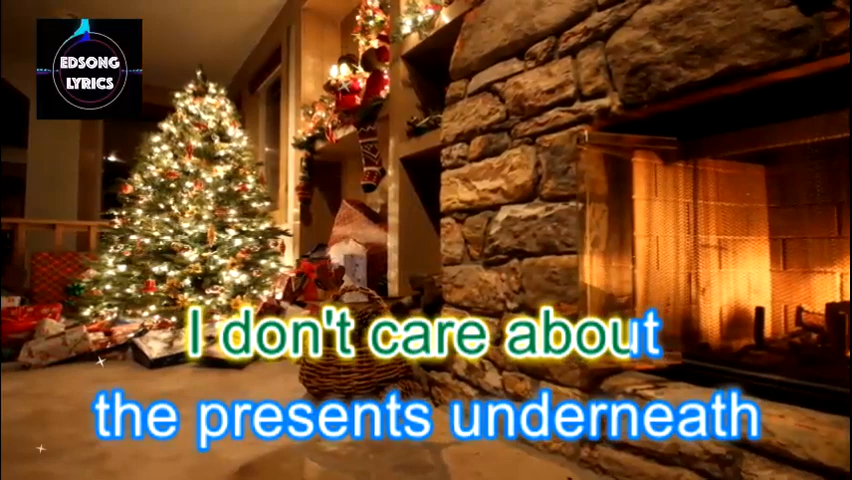 EDSONG
LYRICS
I don't care about
the presents underneath